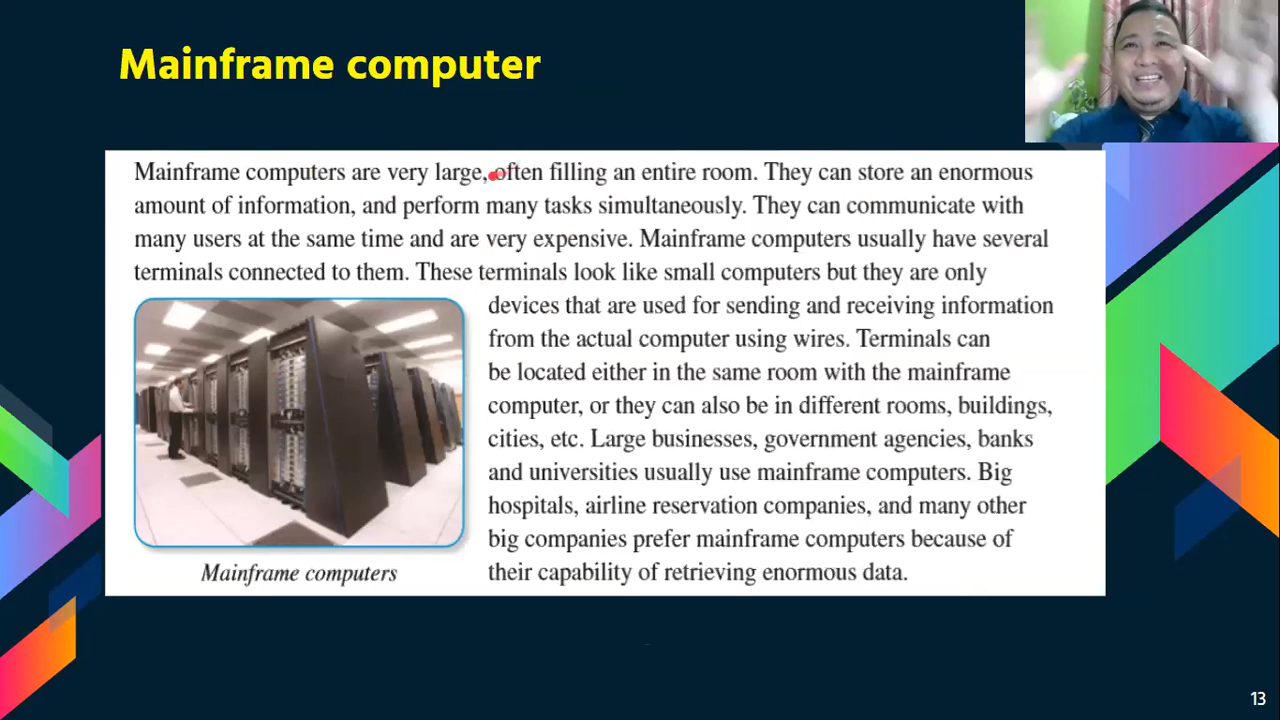 Mainframe computer
Mainframe computers are very large, often filling an entire room. They can store an enormous
amount of information, and perform many tasks simultaneously. They can communicate with
many users at the same time and are very expensive. Mainframe computers usually have several
terminals connected to them. These terminals look like small computers but they are only
devices that are used for sending and receiving information
from the actual computer using wires. Terminals can
be located either in the same room with the mainframe
computer, or they can also be in different rooms, buildings,
cities, etc. Large businesses, government agencies, banks
and universities usually use mainframe computers. Big
hospitals, airline reservation companies, and many other
big companies prefer mainframe computers because of
their capability of retrieving enormous data.
Mainframe computers
13